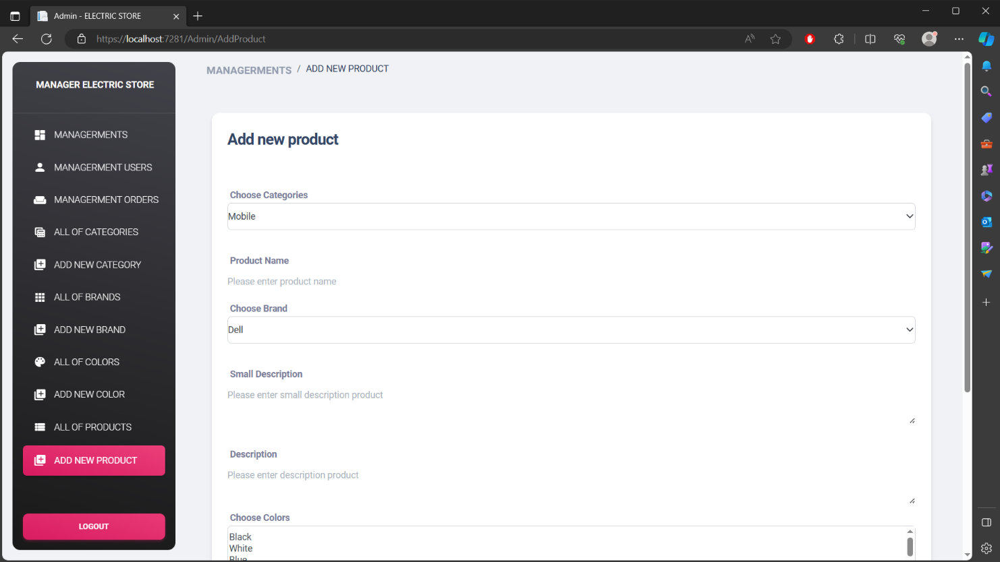 Admin - ELECTRIC STORE
https://localhost:7281/Admin/AddProduct
MANAGER ELECTRIC STORE
MANAGERMENTS
MANAGERMENT USERS
MANAGERMENT ORDERS
ALL OF CATEGORIES
ADD NEW CATEGORY
ALL OF BRANDS
ADD NEW BRAND
ALL OF COLORS
ADD NEW COLOR
ALL OF PRODUCTS
ADD NEW PRODUCT
LOGOUT
MANAGERMENTS / ADD NEW PRODUCT
Add new product
Choose Categories
Mobile
Product Name
Please enter product name
Choose Brand
Dell
Small Description
Please enter small description product
Description
Please enter description product
Choose Colors
Black
White
Blue